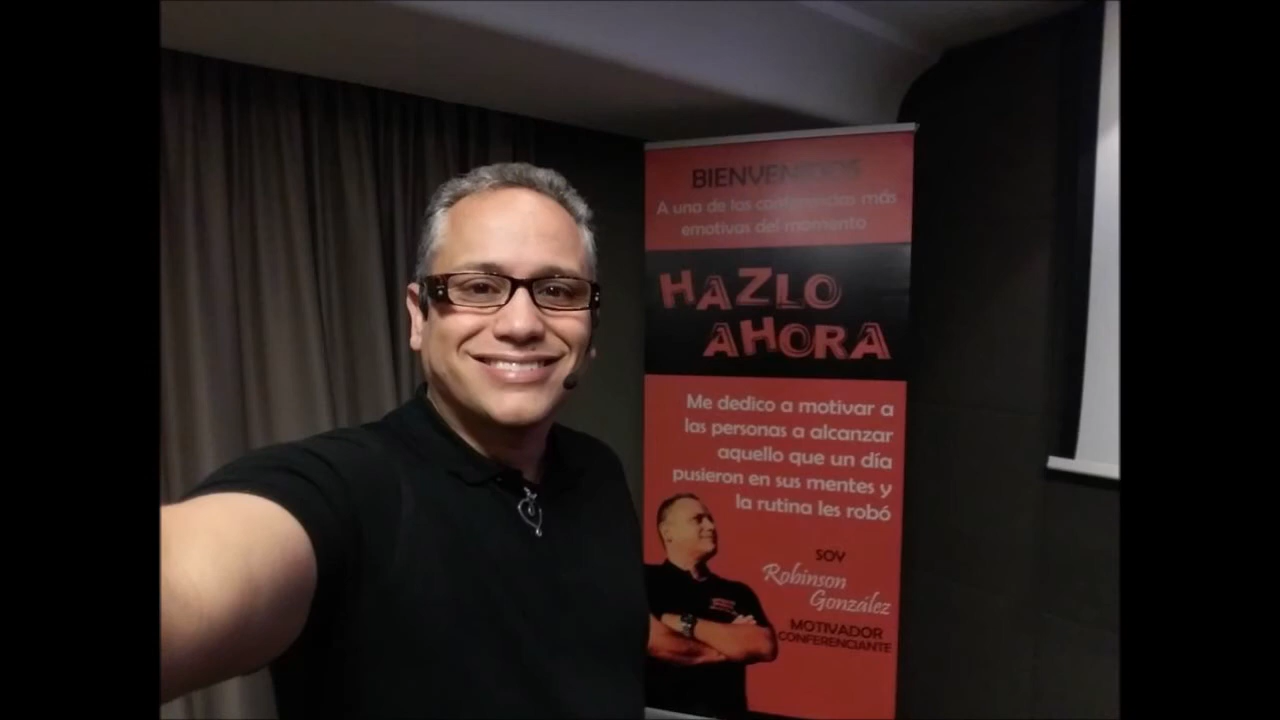 BIENVENIDOS
A una de las conferencias más
emotivas del momento
HAZLO
AHORA
Me dedico a motivar a
las personas a alcanzar
aquello que un día
pusieron en sus mentes y
la rutina les robó
SOY
Robinson
González
MOTIVADOR
CONFERENCIANTE